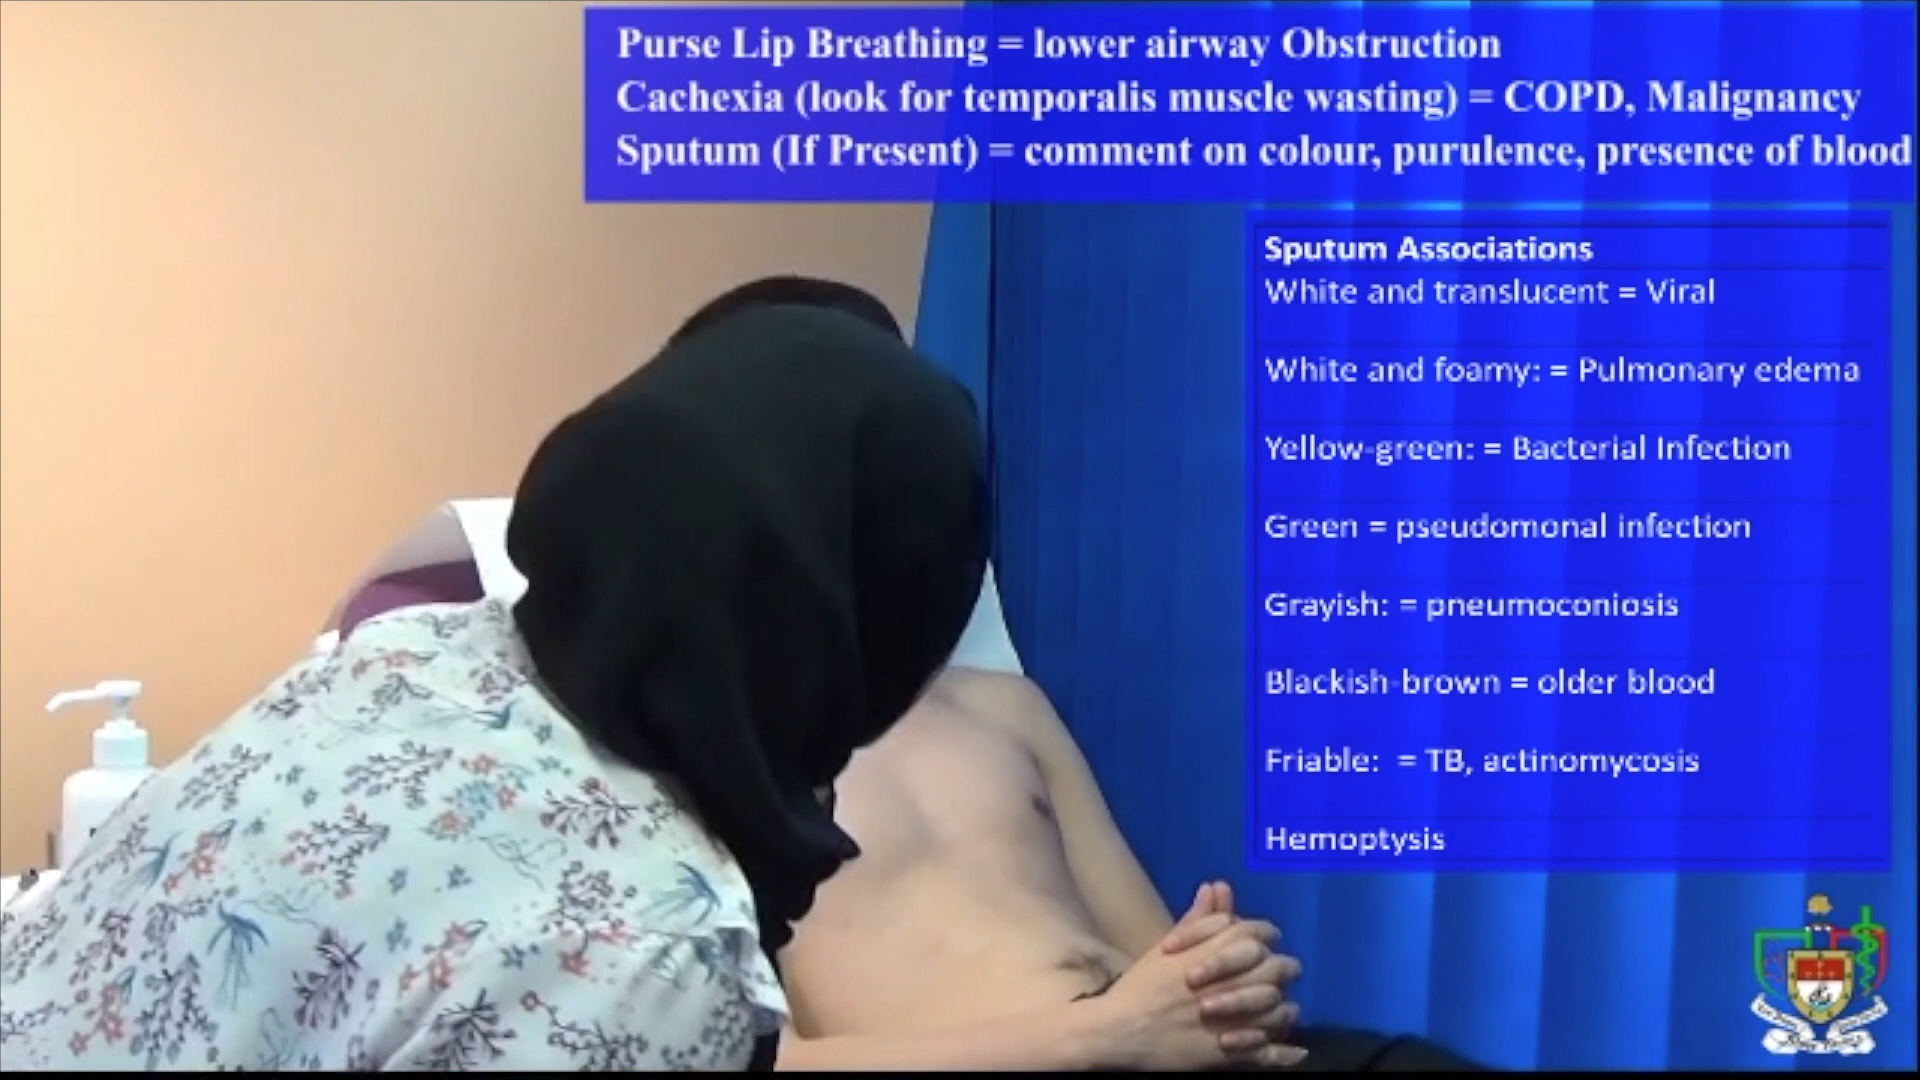 Purse Lip Breathing = lower airway Obstruction
Cachexia (look for temporalis muscle wasting) = COPD, Malignancy
Sputum (If Present) = comment on colour, purulence, presence of blood
Sputum Associations
White and translucent = Viral
White and foamy: = Pulmonary edema
Yellow-green: = Bacterial Infection
Green = pseudomonal infection
Grayish: = pneumoconiosis
Blackish-brown = older blood
Friable:  = TB, actinomycosis
Hemoptysis